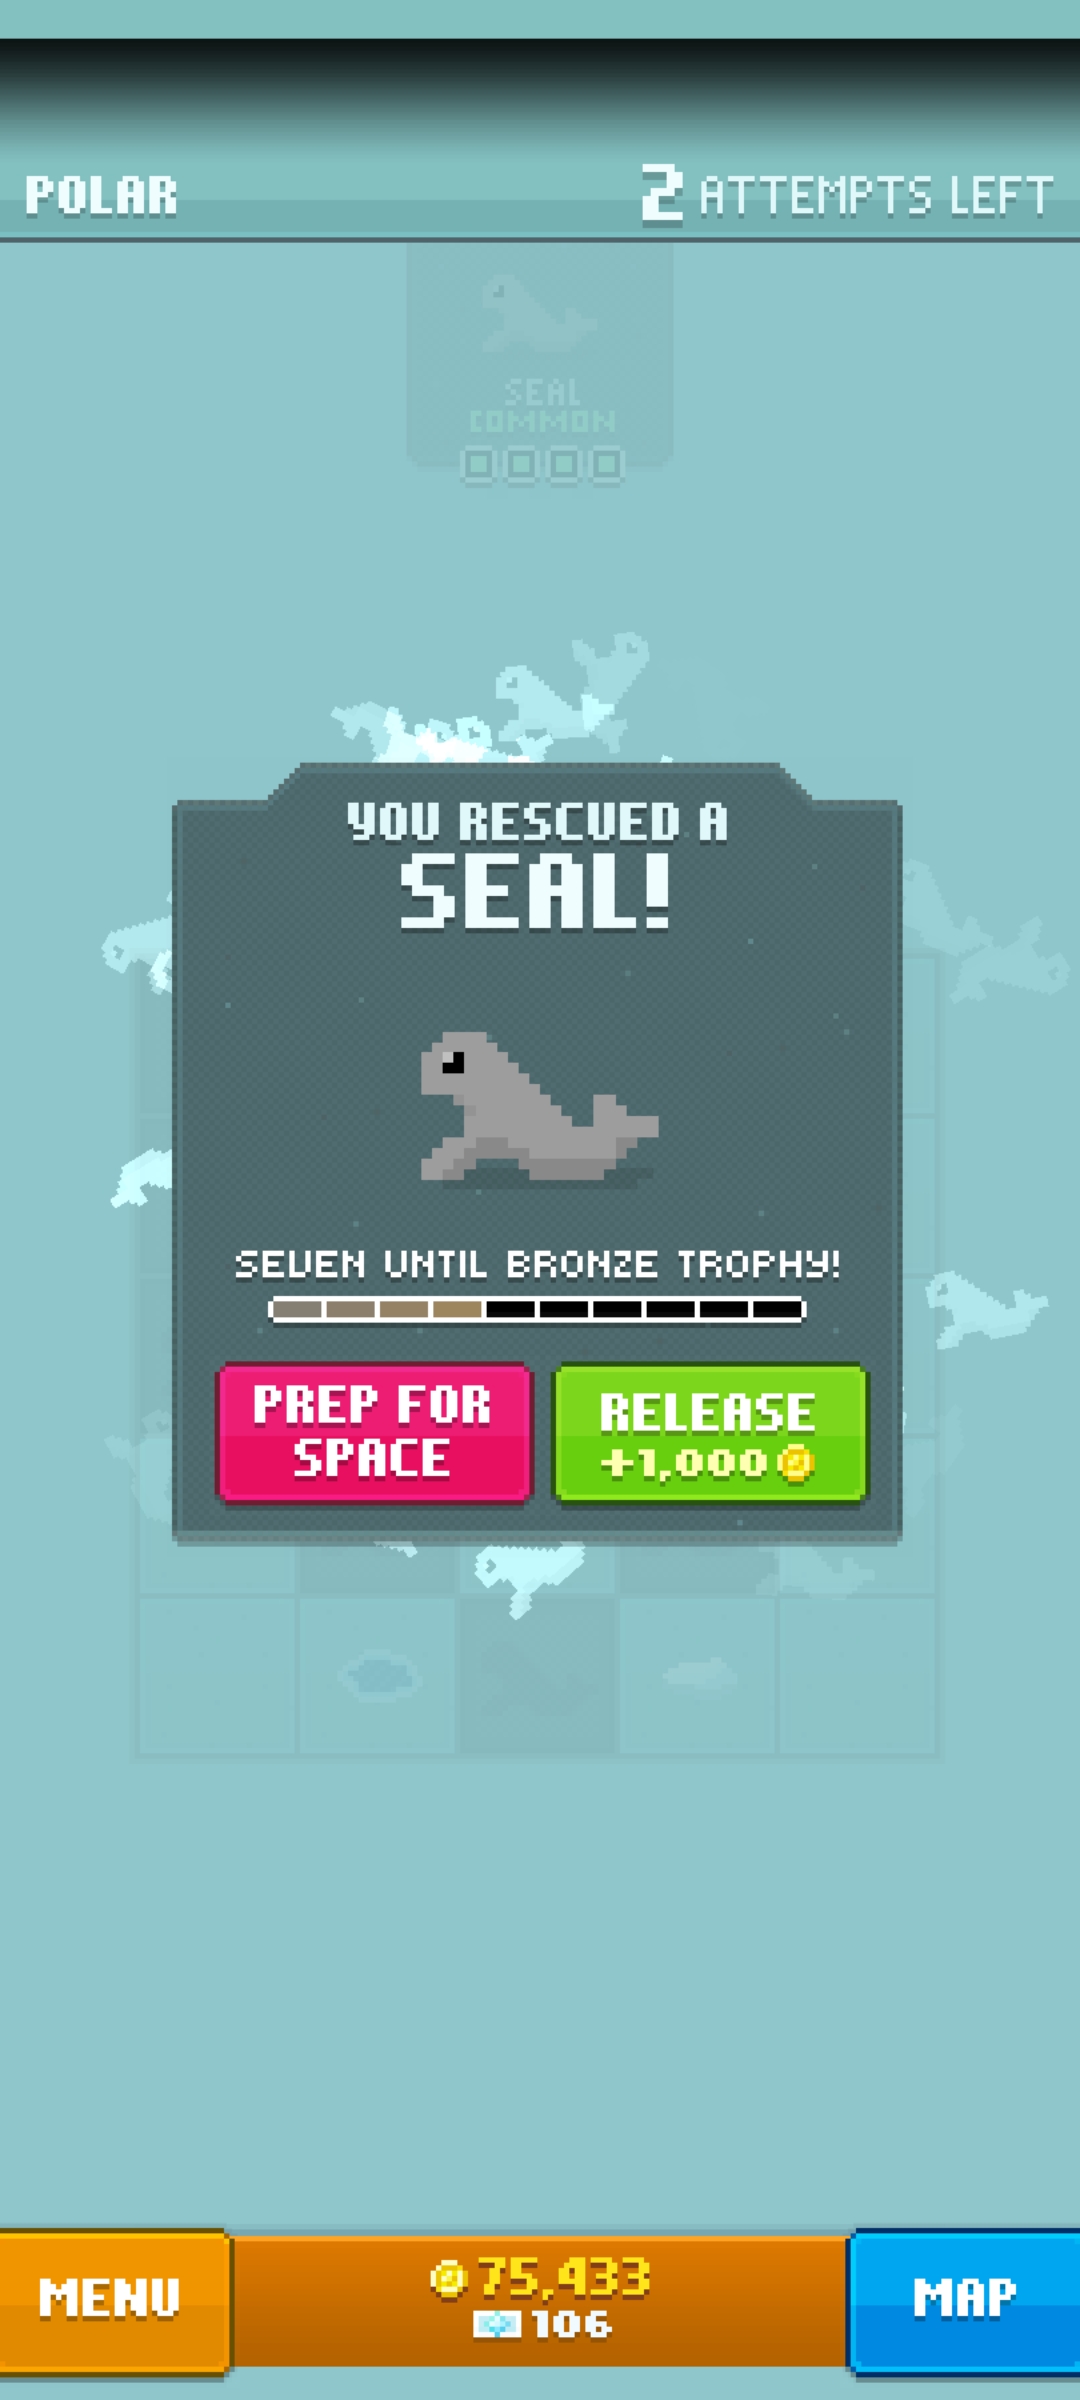 POLAR
2 ATTEMPTS LEFT
SEAL
COMMON
YOU RESCUED A
SEAL!
SEVEN UNTIL BRONZE TROPHY!
PREP FOR
SPACE
RELEASE
+1,000
MENU
75,433
106
MAP